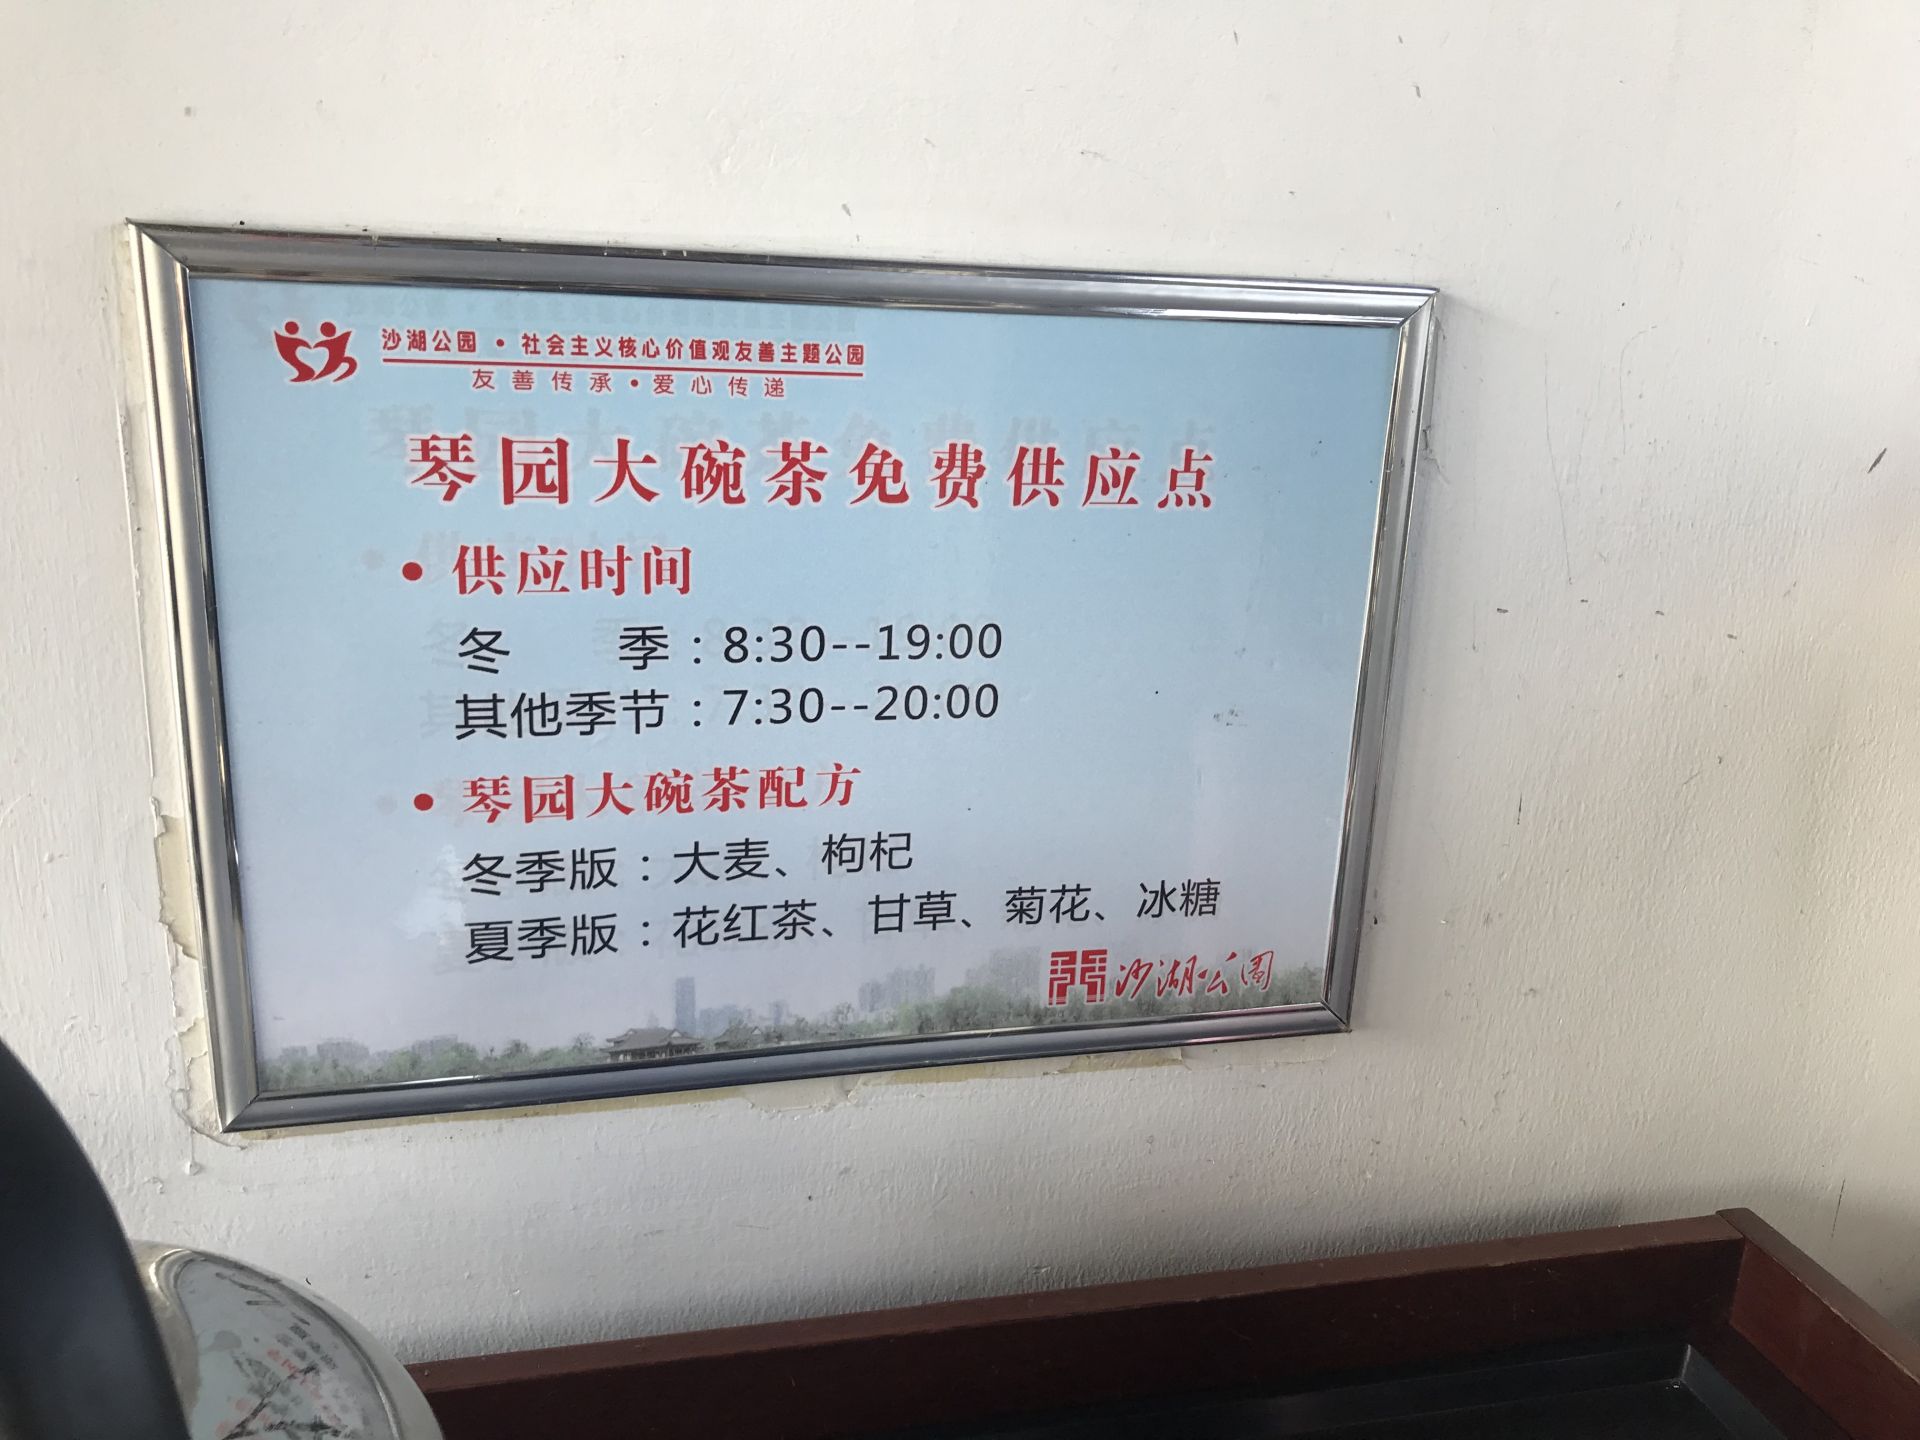 沙湖公园·社会主义核心价值观友善主题公园
友善传承·爱心传递
琴园大碗茶免费供应点
•供应时间
冬 季：8:30--19:00
其他季节：7:30--20:00
•琴园大碗茶配方
冬季版：大麦、枸杞
夏季版：花红茶、甘草、菊花、冰糖
沙湖公园